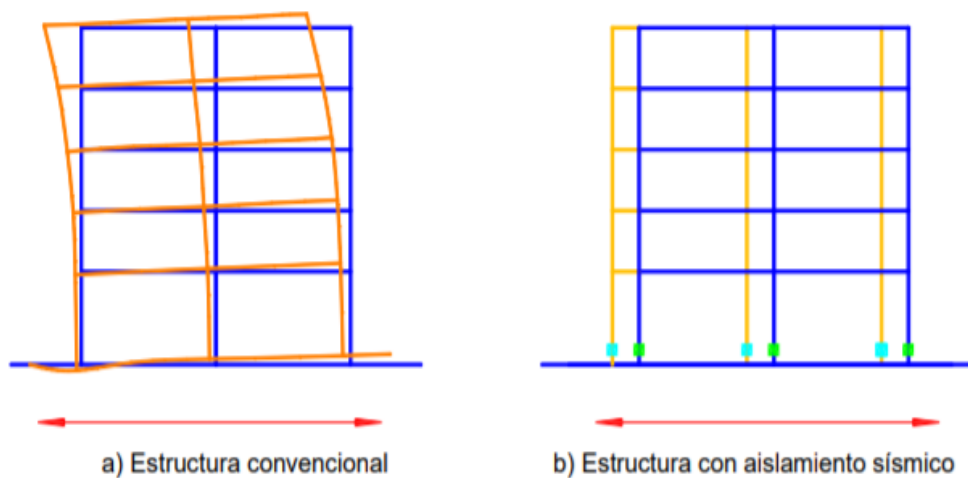 a) Estructura convencional
b) Estructura con aislamiento sísmico